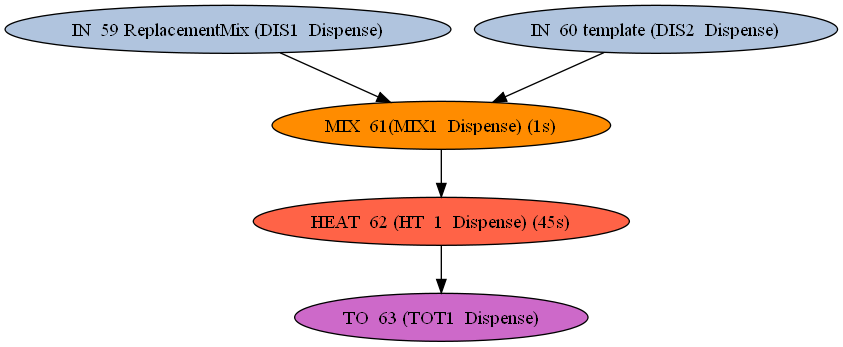 IN  59 ReplacementMix (DIS1  Dispense)
IN  60 template (DIS2  Dispense)
MIX  61(MIX1  Dispense) (1s)
HEAT  62 (HT  1  Dispense) (45s)
TO  63 (TOT1  Dispense)